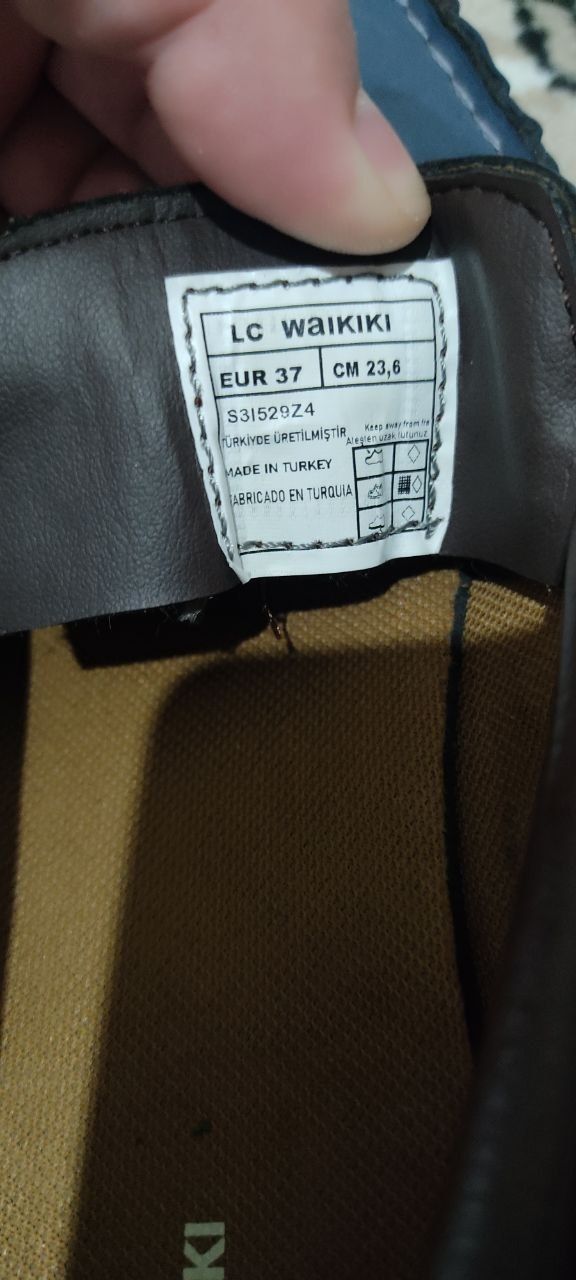 LC WAIKIKI
EUR 37
CM 23,6
S3I529Z4
Keep away from fire
TÜRKİYDE ÜRETİLMİŞTİR
Ateşten uzak tutunuz
MADE IN TURKEY
FABRICADO EN TURQUIA
KI